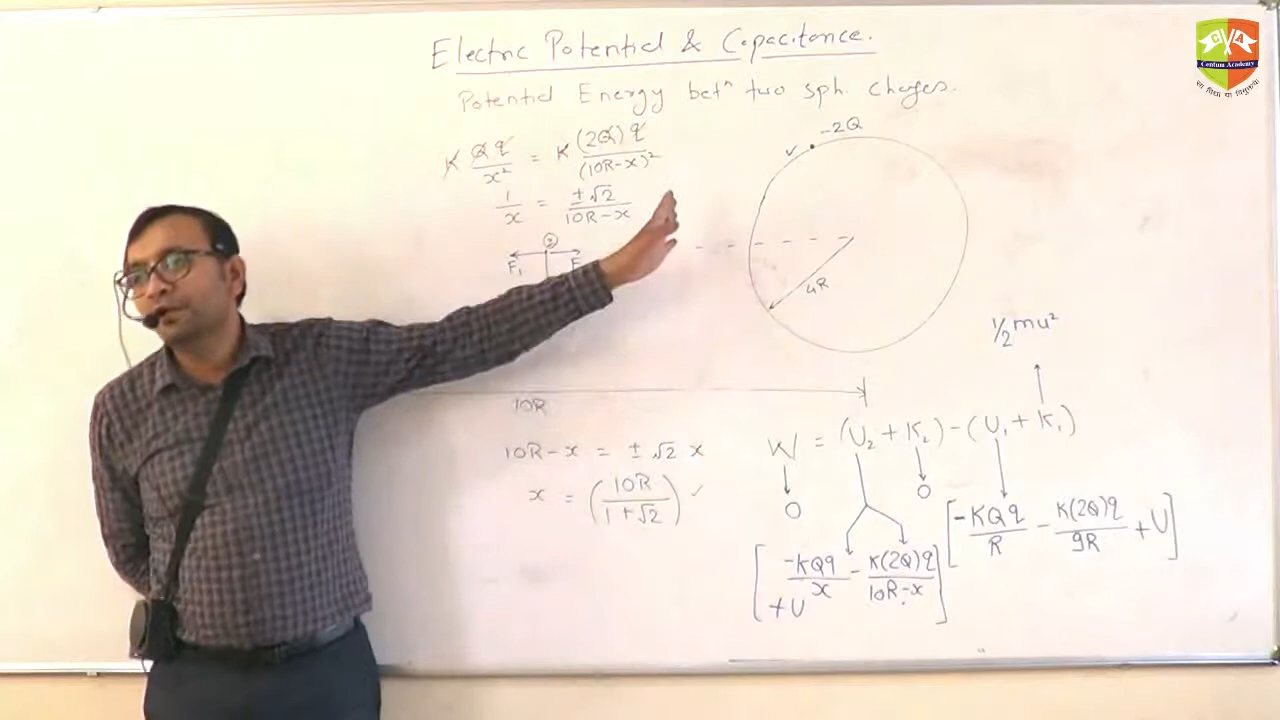 Electric Potential & Capacitance.
Potential Energy betⁿ two sph. charges.
K Qq/x² = K (2Q)q/(10R-x)²
1/x = ±√2/(10R-x)
-2Q
q
F₁
F
4R
10R
10R-x = ±√2 x
x = (10R/(1+√2)) ✓
½mu²
W = (U₂ + K₂) - (U₁ + K₁)
0
0
[-KQq/R - K(2Q)q/9R + U]
[-KQq/x - K(2Q)q/(10R-x) + U]
CA
Centum Academy